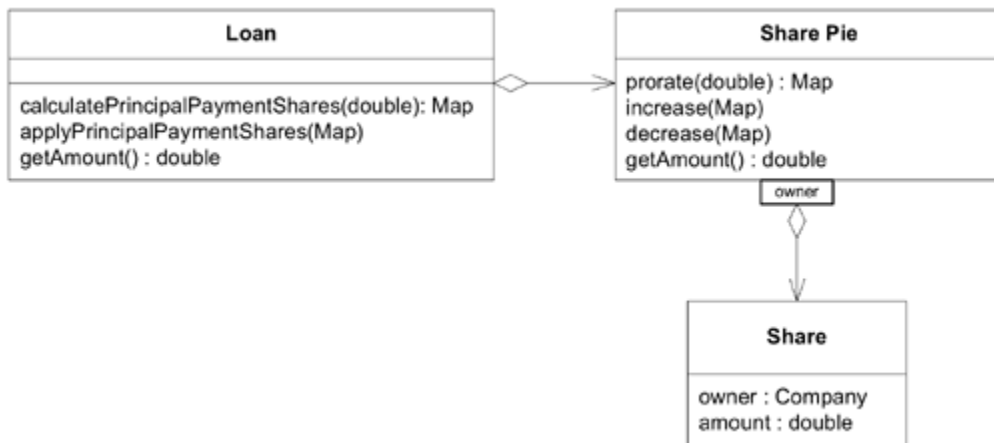 Loan
calculatePrincipalPaymentShares(double): Map
applyPrincipalPaymentShares(Map)
getAmount() : double
Share Pie
prorate(double) : Map
increase(Map)
decrease(Map)
getAmount() : double
owner
Share
owner : Company
amount : double